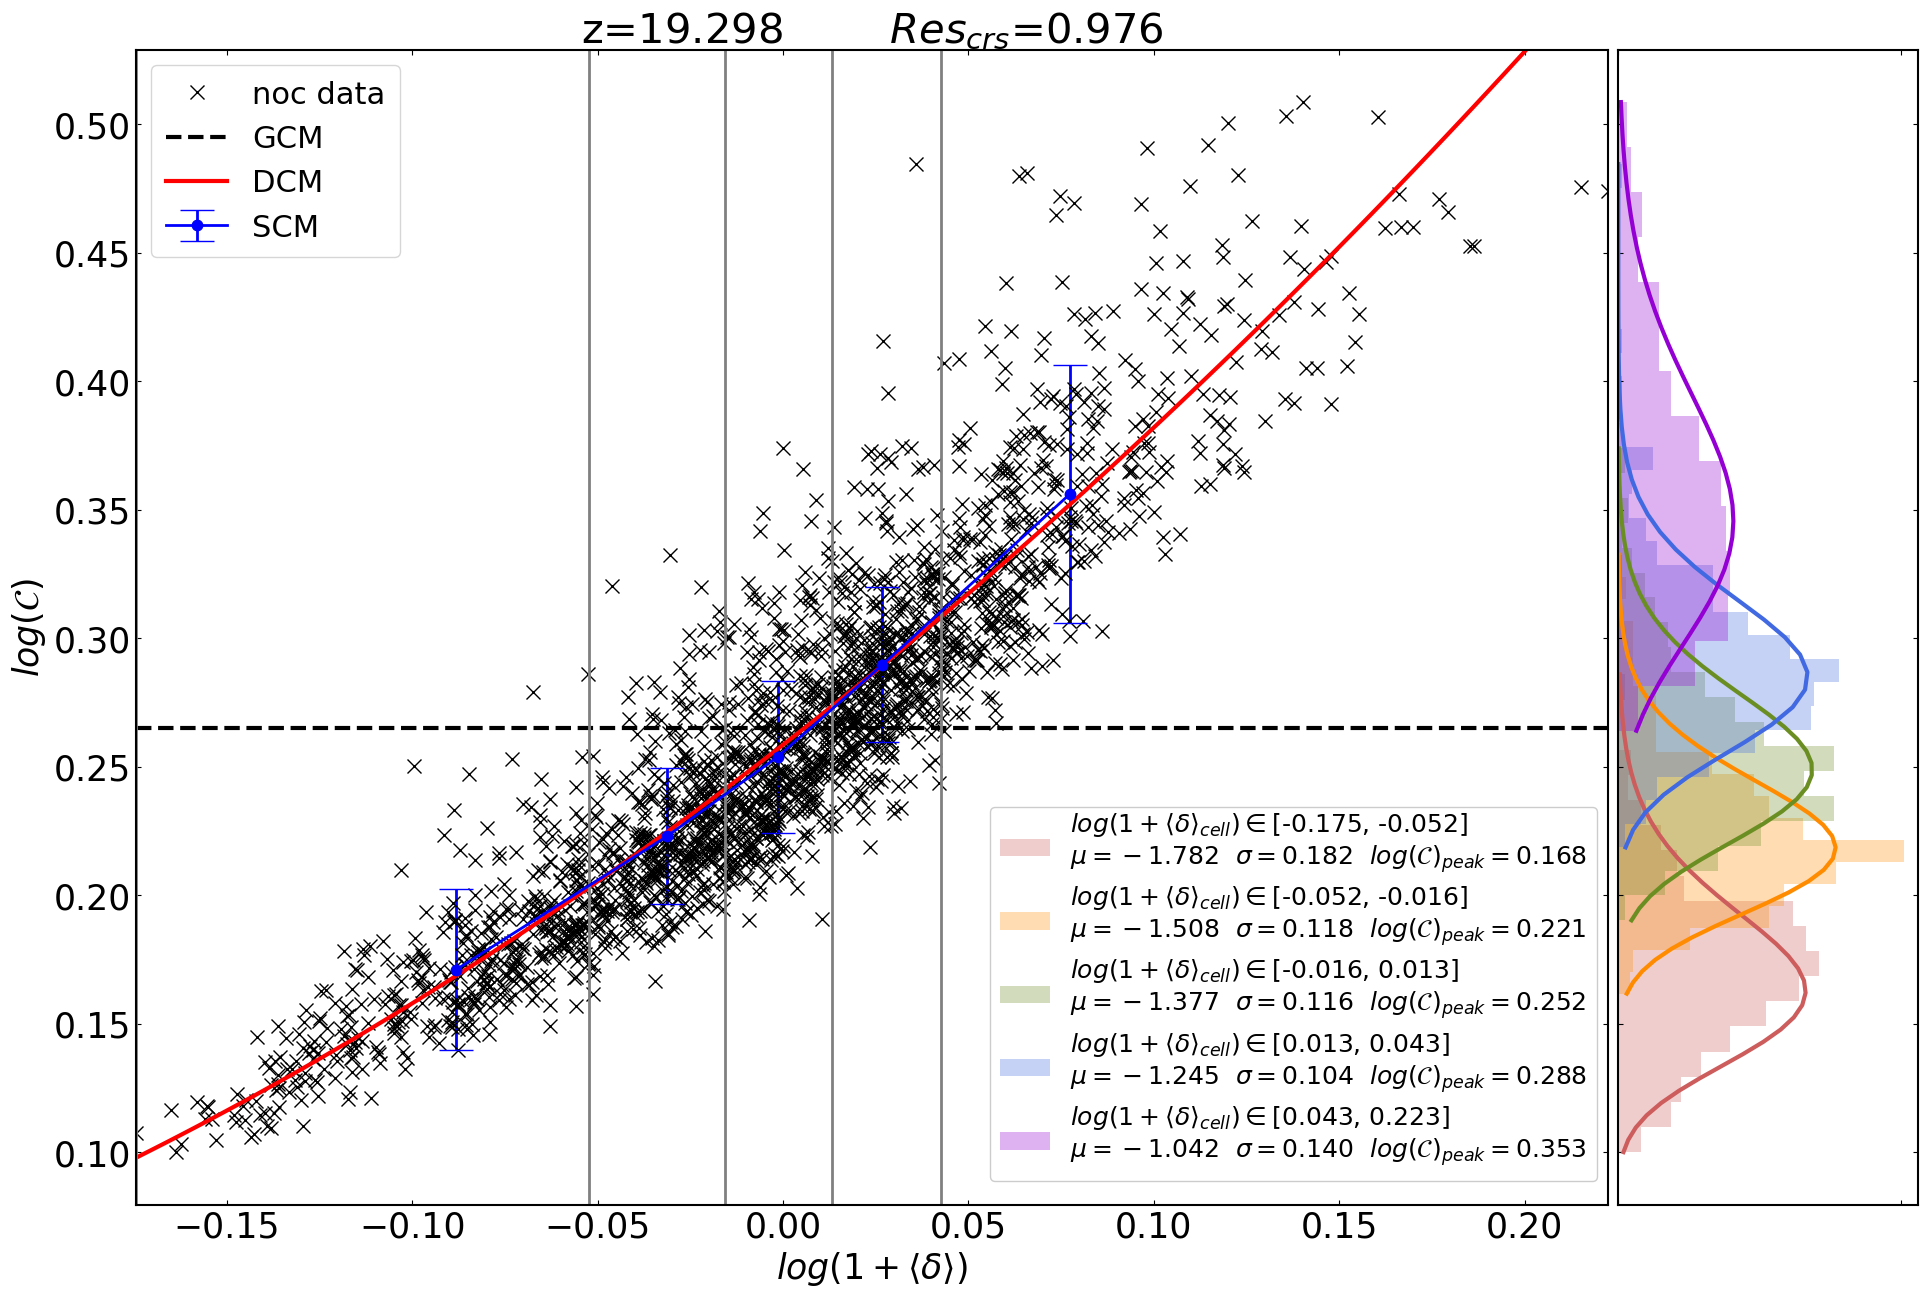 z=19.298 Res_crs=0.976
noc data
GCM
DCM
SCM
0.50
0.45
0.40
0.35
0.30
0.25
0.20
0.15
0.10
log(𝒞)
log(1 + ⟨δ⟩_cell) ∈ [-0.175, -0.052]
μ = −1.782 σ = 0.182 log(𝒞)_peak = 0.168
log(1 + ⟨δ⟩_cell) ∈ [-0.052, -0.016]
μ = −1.508 σ = 0.118 log(𝒞)_peak = 0.221
log(1 + ⟨δ⟩_cell) ∈ [-0.016, 0.013]
μ = −1.377 σ = 0.116 log(𝒞)_peak = 0.252
log(1 + ⟨δ⟩_cell) ∈ [0.013, 0.043]
μ = −1.245 σ = 0.104 log(𝒞)_peak = 0.288
log(1 + ⟨δ⟩_cell) ∈ [0.043, 0.223]
μ = −1.042 σ = 0.140 log(𝒞)_peak = 0.353
−0.15 −0.10 −0.05 0.00 0.05 0.10 0.15 0.20
log(1 + ⟨δ⟩)